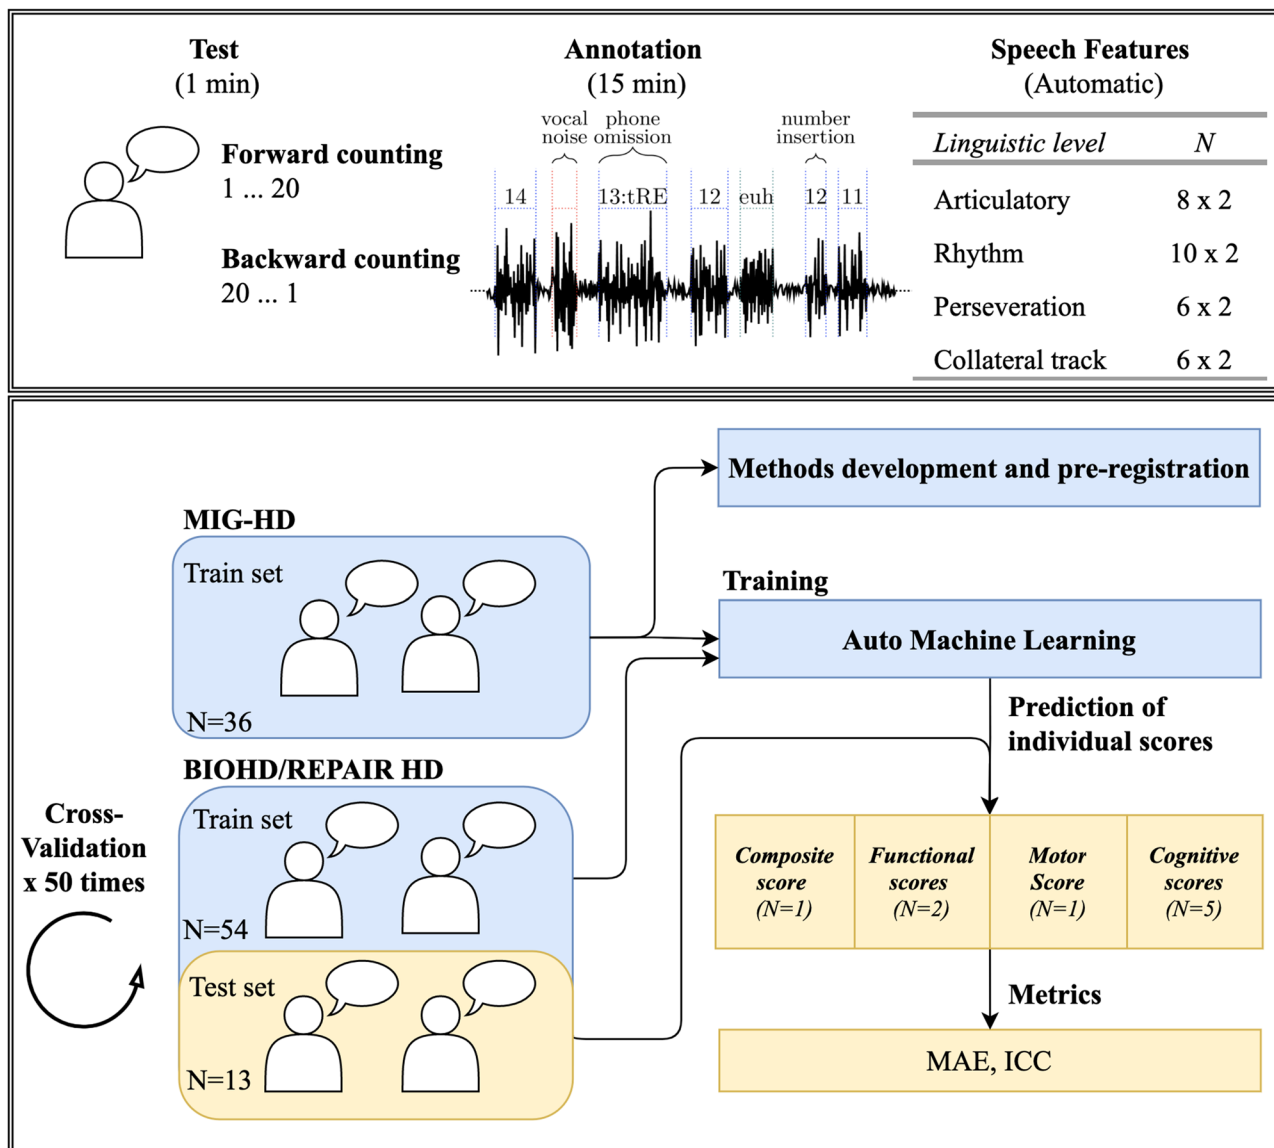 Test
(1 min)
Forward counting
1 ... 20
Backward counting
20 ... 1
Annotation
(15 min)
vocal
noise
phone
omission
number
insertion
14
13:tRE
12
euh
12
11
Speech Features
(Automatic)
Linguistic level N
Articulatory 8 x 2
Rhythm 10 x 2
Perseveration 6 x 2
Collateral track 6 x 2
MIG-HD
Train set
N=36
BIOHD/REPAIR HD
Train set
N=54
Test set
N=13
Cross-
Validation
x 50 times
Methods development and pre-registration
Training
Auto Machine Learning
Prediction of
individual scores
Composite
score
(N=1)
Functional
scores
(N=2)
Motor
Score
(N=1)
Cognitive
scores
(N=5)
Metrics
MAE, ICC